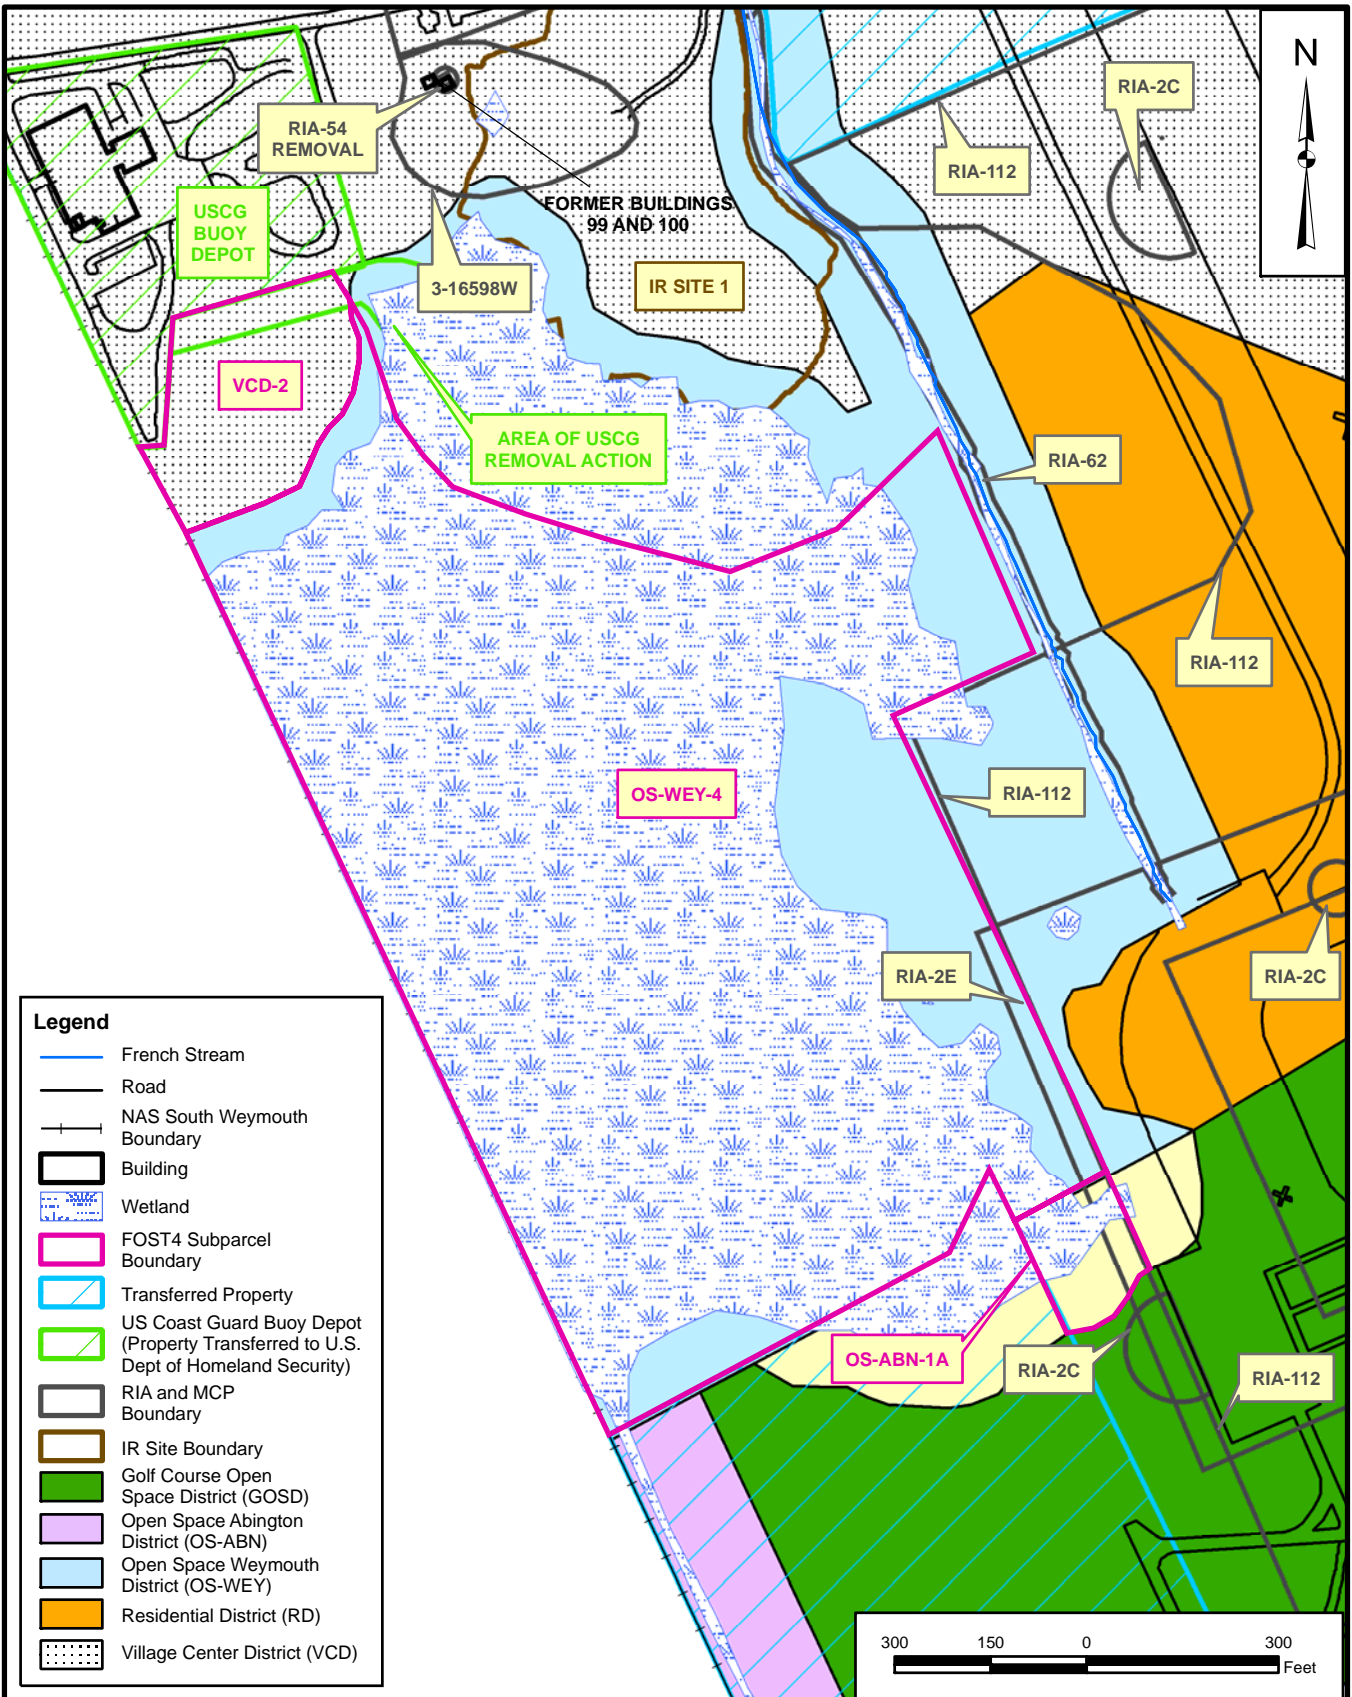 N
RIA-2C
RIA-54
REMOVAL
RIA-112
FORMER BUILDINGS
99 AND 100
USCG
BUOY
DEPOT
3-16598W
IR SITE 1
VCD-2
AREA OF USCG
REMOVAL ACTION
RIA-62
RIA-112
OS-WEY-4
RIA-112
RIA-2E
RIA-2C
OS-ABN-1A
RIA-2C
RIA-112
Legend
French Stream
Road
NAS South Weymouth
Boundary
Building
Wetland
FOST4 Subparcel
Boundary
Transferred Property
US Coast Guard Buoy Depot
(Property Transferred to U.S.
Dept of Homeland Security)
RIA and MCP
Boundary
IR Site Boundary
Golf Course Open
Space District (GOSD)
Open Space Abington
District (OS-ABN)
Open Space Weymouth
District (OS-WEY)
Residential District (RD)
Village Center District (VCD)
300 150 0 300
Feet